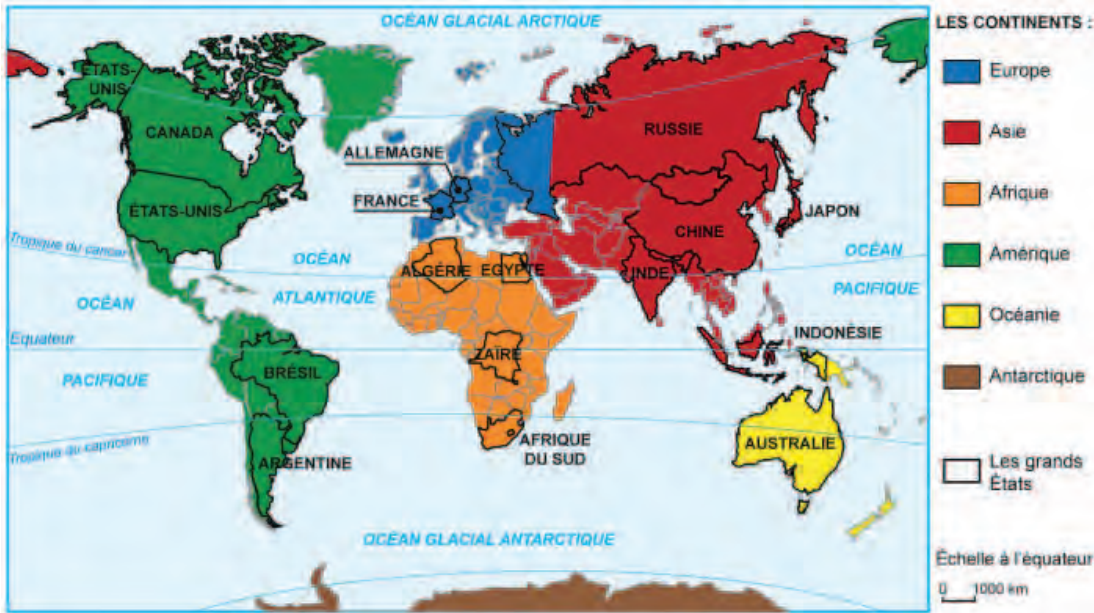 OCÉAN GLACIAL ARCTIQUE
ÉTATS-
UNIS
CANADA
ÉTATS-UNIS
ALLEMAGNE
FRANCE
RUSSIE
CHINE
JAPON
INDE
Tropique du cancer
OCÉAN
PACIFIQUE
OCÉAN
ATLANTIQUE
ALGÉRIE
EGYPTE
OCÉAN
PACIFIQUE
Equateur
INDONÉSIE
ZAÏRE
BRÉSIL
Tropique du capricorne
ARGENTINE
AFRIQUE
DU SUD
AUSTRALIE
OCÉAN GLACIAL ANTARCTIQUE
LES CONTINENTS :
Europe
Asie
Afrique
Amérique
Océanie
Antarctique
Les grands
États
Échelle à l'équateur
0 1000 km